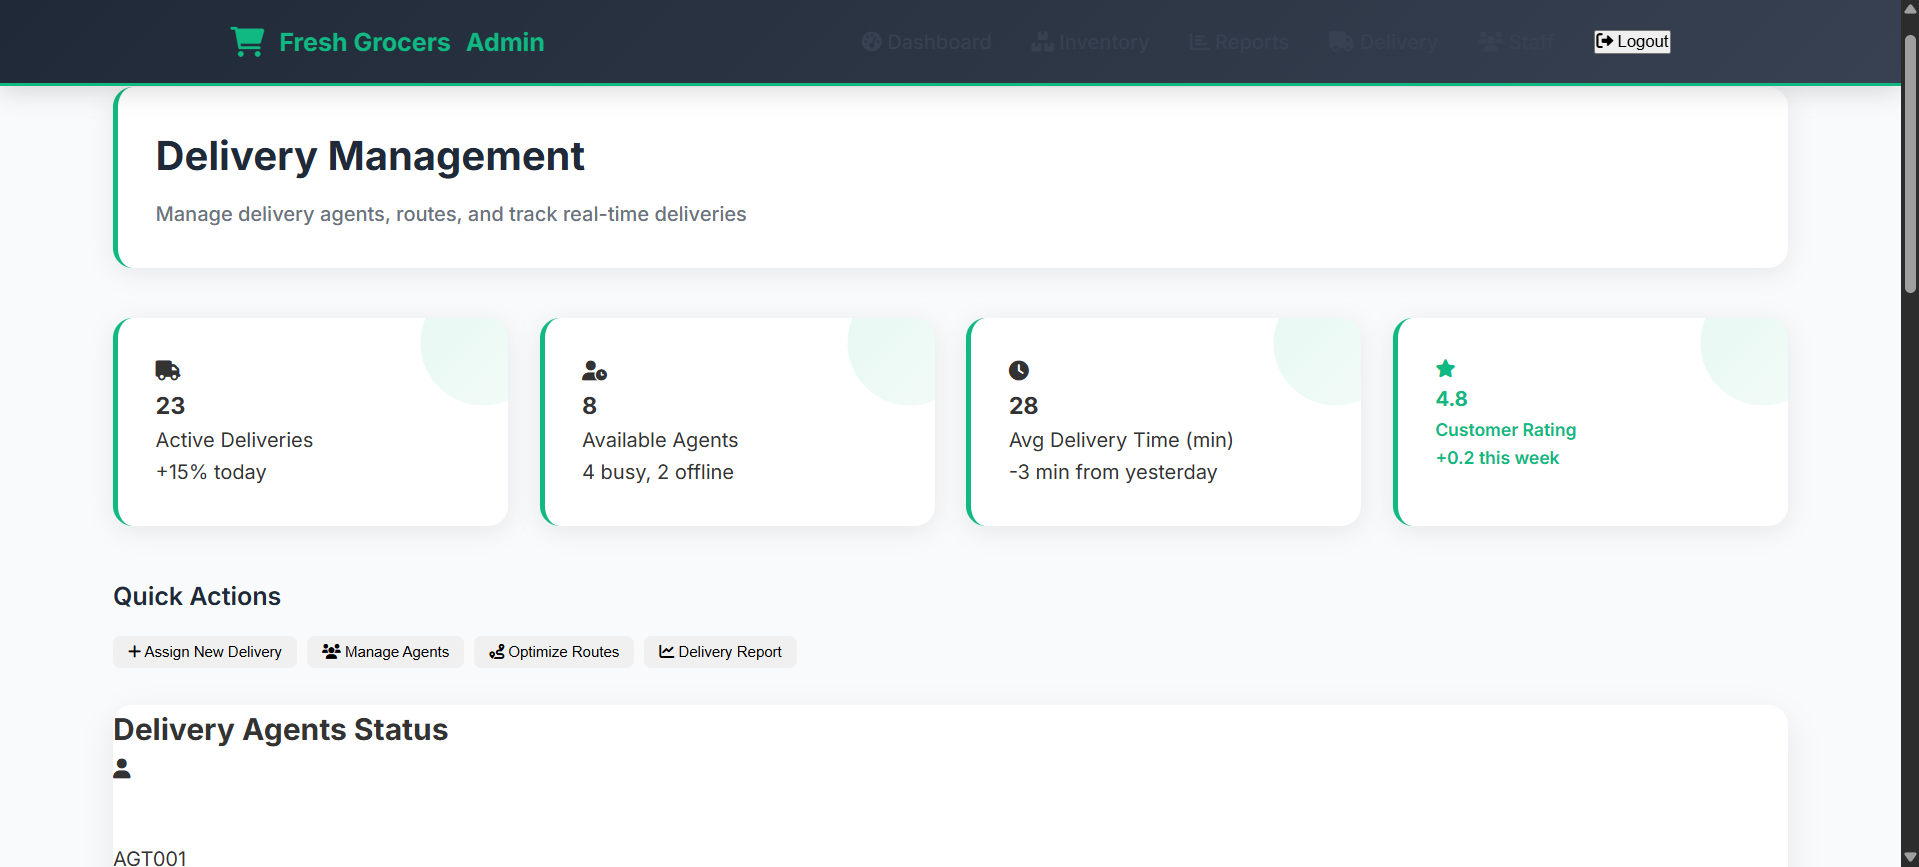 Fresh Grocers Admin
Dashboard Inventory Reports Delivery Staff Logout
Delivery Management
Manage delivery agents, routes, and track real-time deliveries
23
Active Deliveries
+15% today
8
Available Agents
4 busy, 2 offline
28
Avg Delivery Time (min)
-3 min from yesterday
4.8
Customer Rating
+0.2 this week
Quick Actions
Assign New Delivery Manage Agents Optimize Routes Delivery Report
Delivery Agents Status
AGT001